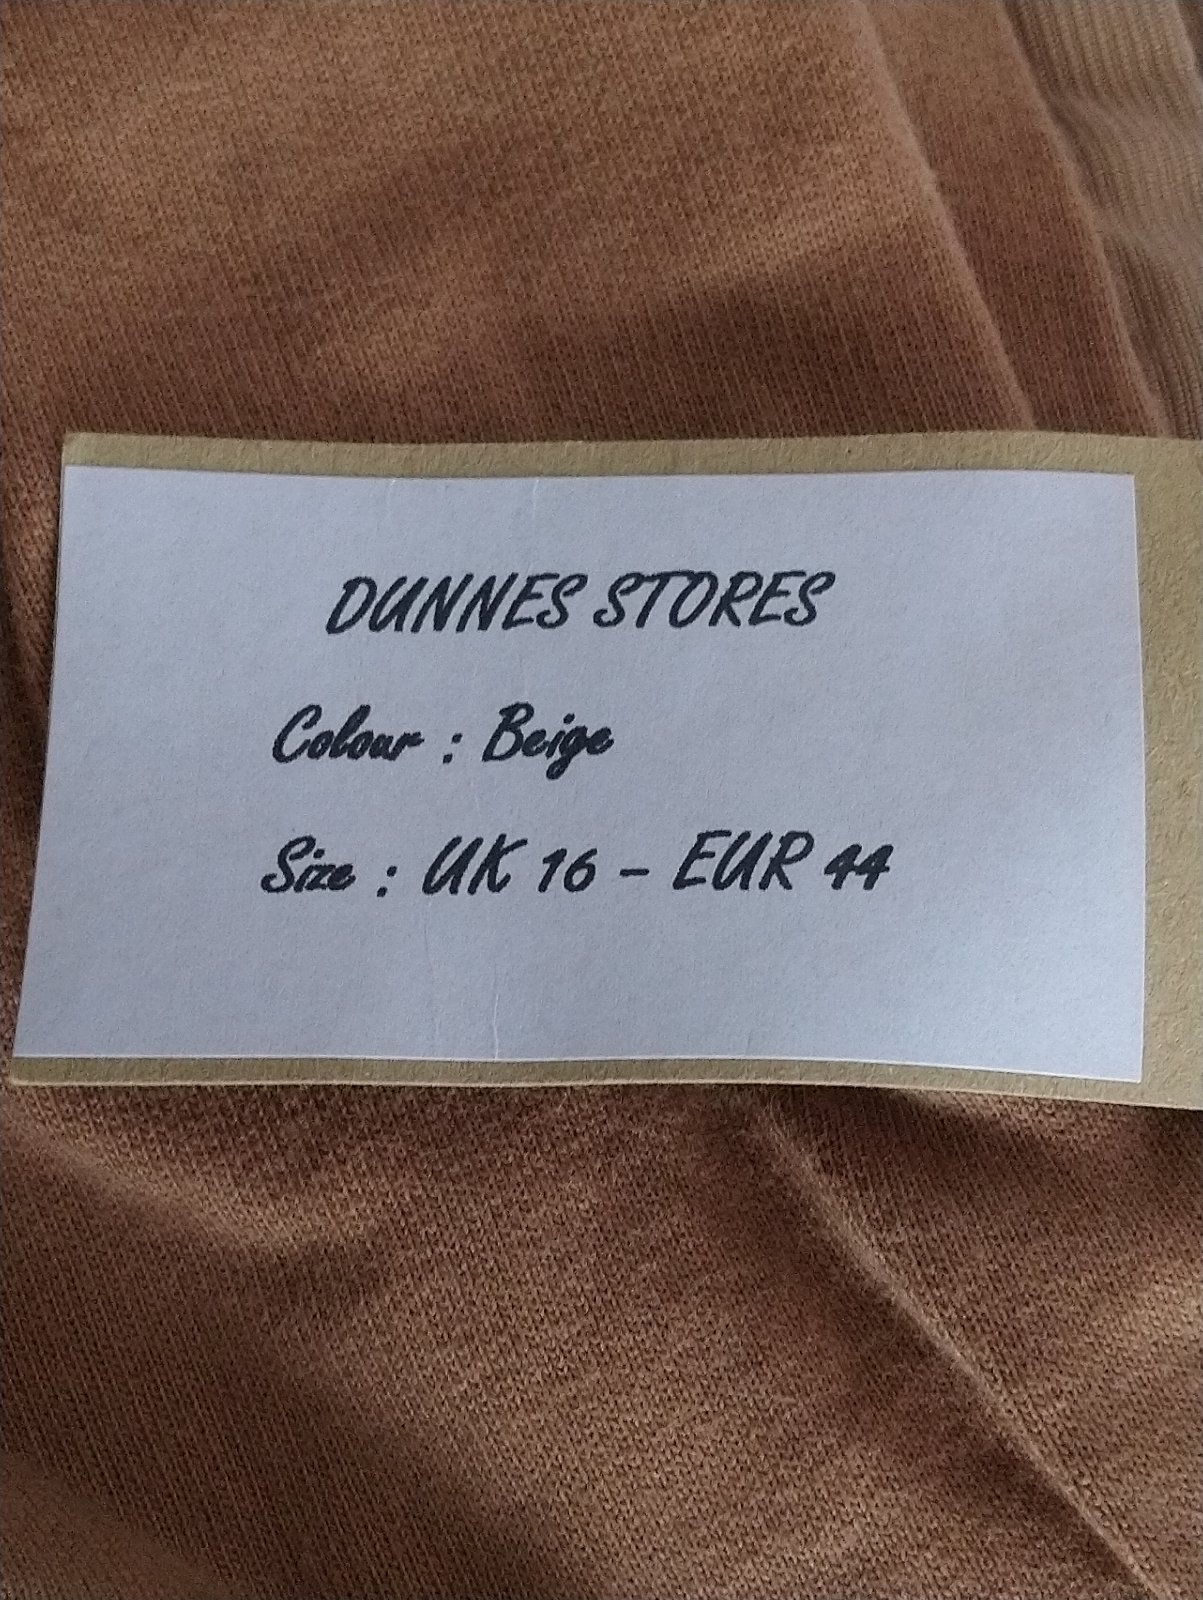 DUNNES STORES
Colour : Beige
Size : UK 16 - EUR 44